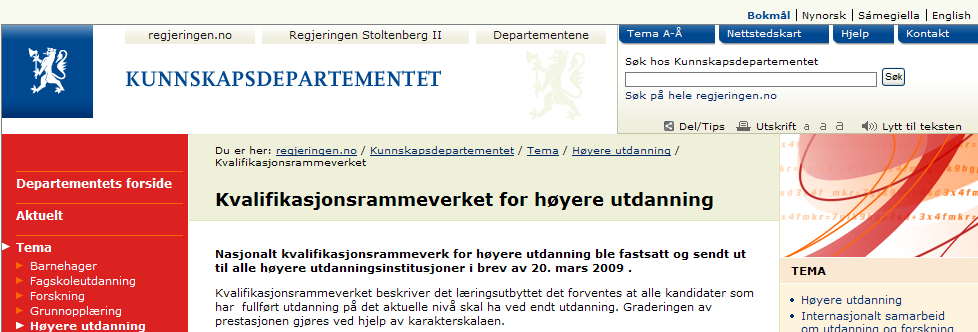 Bokmål | Nynorsk | Sámegiella | English
regjeringen.no
Regjeringen Stoltenberg II
Departementene
Tema A-Å
Nettstedskart
Hjelp
Kontakt
KUNNSKAPSDEPARTEMENTET
Søk hos Kunnskapsdepartementet
Søk
Søk på hele regjeringen.no
Del/Tips
Utskrift
a a a
Lytt til teksten
Departementets forside
Aktuelt
Tema
Barnehager
Fagskoleutdanning
Forskning
Grunnopplæring
Høyere utdanning
Du er her: regjeringen.no / Kunnskapsdepartementet / Tema / Høyere utdanning /
Kvalifikasjonsrammeverket
Kvalifikasjonsrammeverket for høyere utdanning
Nasjonalt kvalifikasjonsrammeverk for høyere utdanning ble fastsatt og sendt ut
til alle høyere utdanningsinstitusjoner i brev av 20. mars 2009 .
Kvalifikasjonsrammeverket beskriver det læringsutbyttet det forventes at alle kandidater som
har fullført utdanning på det aktuelle nivå skal ha ved endt utdanning. Graderingen av
prestasjonen gjøres ved hjelp av karakterskalaen.
TEMA
Høyere utdanning
Internasjonalt samarbeid
om utdanning og forskning